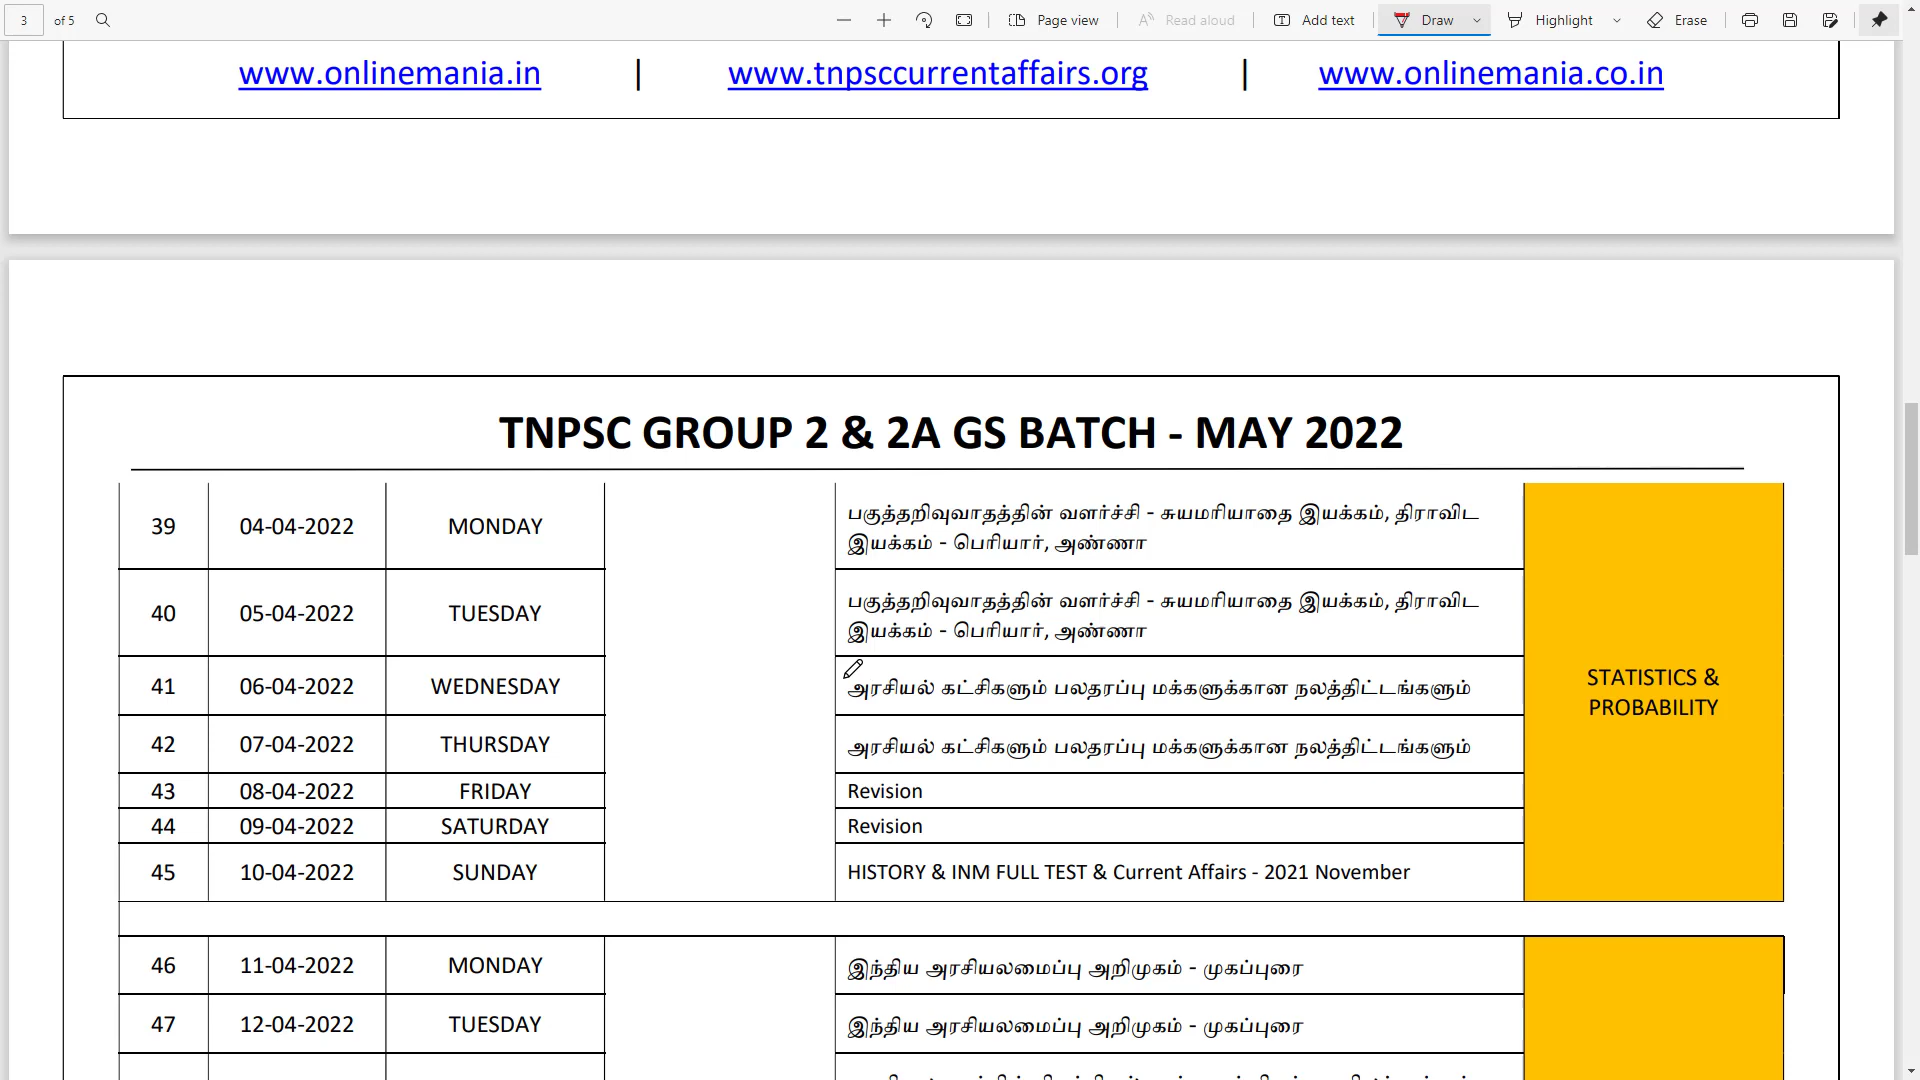 3 of 5 Page view Read aloud Add text Draw Highlight Erase
www.onlinemania.in | www.tnpsccurrentaffairs.org | www.onlinemania.co.in
TNPSC GROUP 2 & 2A GS BATCH - MAY 2022
39 04-04-2022 MONDAY பகுத்தறிவுவாதத்தின் வளர்ச்சி - சுயமரியாதை இயக்கம், திராவிட
இயக்கம் - பெரியார், அண்ணா
40 05-04-2022 TUESDAY பகுத்தறிவுவாதத்தின் வளர்ச்சி - சுயமரியாதை இயக்கம், திராவிட
இயக்கம் - பெரியார், அண்ணா
41 06-04-2022 WEDNESDAY அரசியல் கட்சிகளும் பலதரப்பு மக்களுக்கான நலத்திட்டங்களும்
STATISTICS &
PROBABILITY
42 07-04-2022 THURSDAY அரசியல் கட்சிகளும் பலதரப்பு மக்களுக்கான நலத்திட்டங்களும்
43 08-04-2022 FRIDAY Revision
44 09-04-2022 SATURDAY Revision
45 10-04-2022 SUNDAY HISTORY & INM FULL TEST & Current Affairs - 2021 November
46 11-04-2022 MONDAY இந்திய அரசியலமைப்பு அறிமுகம் - முகப்புரை
47 12-04-2022 TUESDAY இந்திய அரசியலமைப்பு அறிமுகம் - முகப்புரை